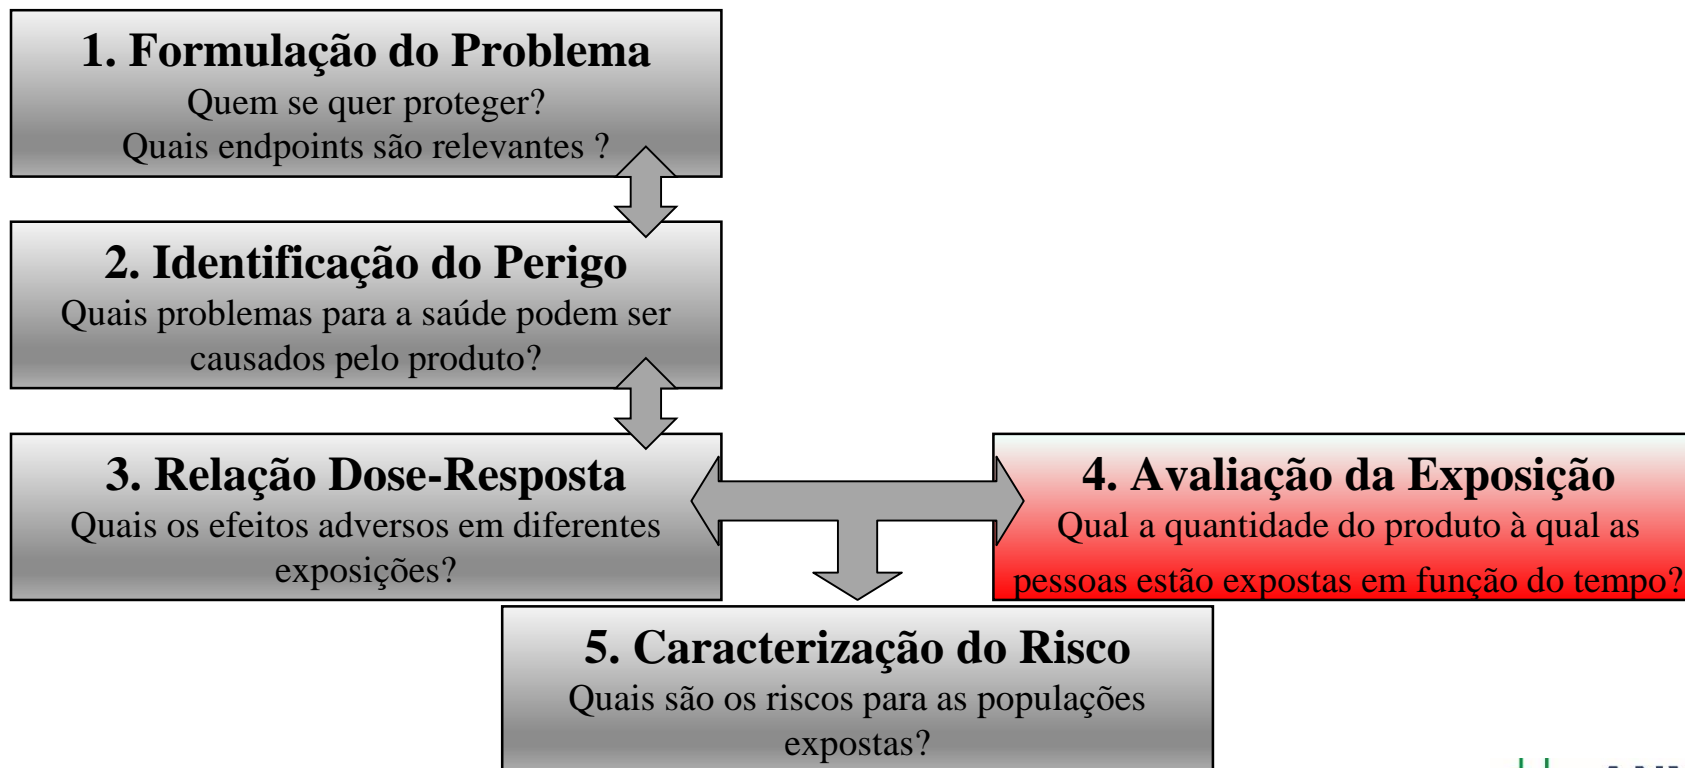 1. Formulação do Problema
Quem se quer proteger?
Quais endpoints são relevantes ?
2. Identificação do Perigo
Quais problemas para a saúde podem ser
causados pelo produto?
3. Relação Dose-Resposta
Quais os efeitos adversos em diferentes
exposições?
4. Avaliação da Exposição
Qual a quantidade do produto à qual as
pessoas estão expostas em função do tempo?
5. Caracterização do Risco
Quais são os riscos para as populações
expostas?